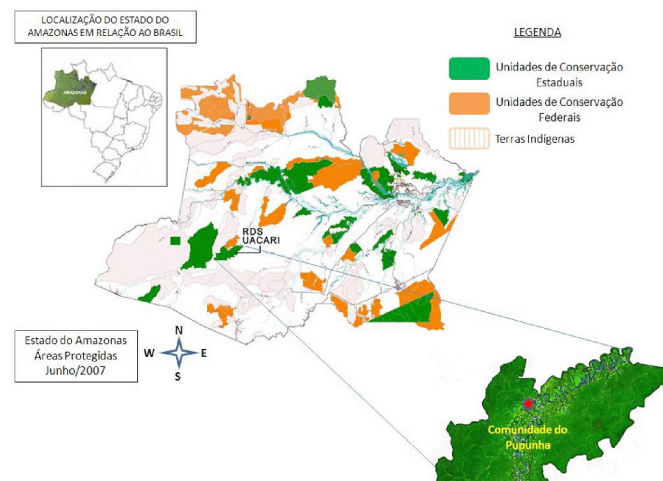 LOCALIZAÇÃO DO ESTADO DO
AMAZONAS EM RELAÇÃO AO BRASIL
AMAZONAS
LEGENDA
Unidades de Conservação
Estaduais
Unidades de Conservação
Federais
Terras Indígenas
RDS
UACARI
Estado do Amazonas
Áreas Protegidas
Junho/2007
N
W
E
S
Comunidade do
Pupunha